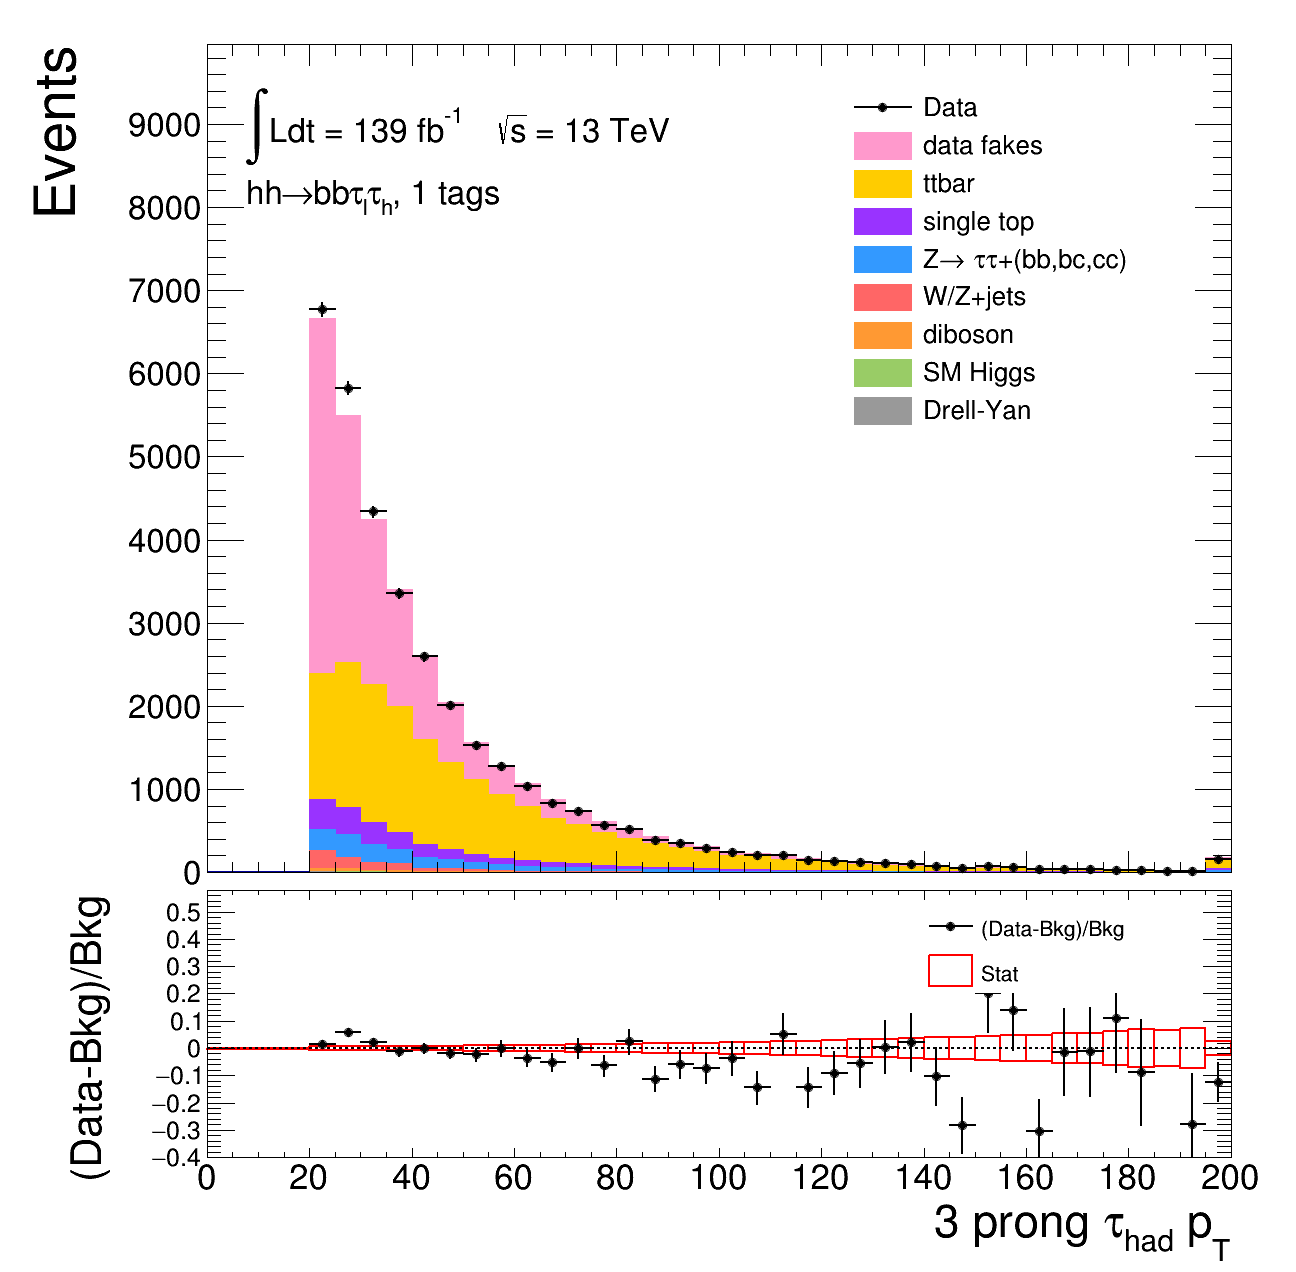 Events
9000
8000
7000
6000
5000
4000
3000
2000
1000
0
∫Ldt = 139 fb⁻¹ √s = 13 TeV
hh→bbτ_lτ_h, 1 tags
Data
data fakes
ttbar
single top
Z→ ττ+(bb,bc,cc)
W/Z+jets
diboson
SM Higgs
Drell-Yan
(Data-Bkg)/Bkg
0.5
0.4
0.3
0.2
0.1
0
−0.1
−0.2
−0.3
−0.4
(Data-Bkg)/Bkg
Stat
0 20 40 60 80 100 120 140 160 180 200
3 prong τ_had p_T